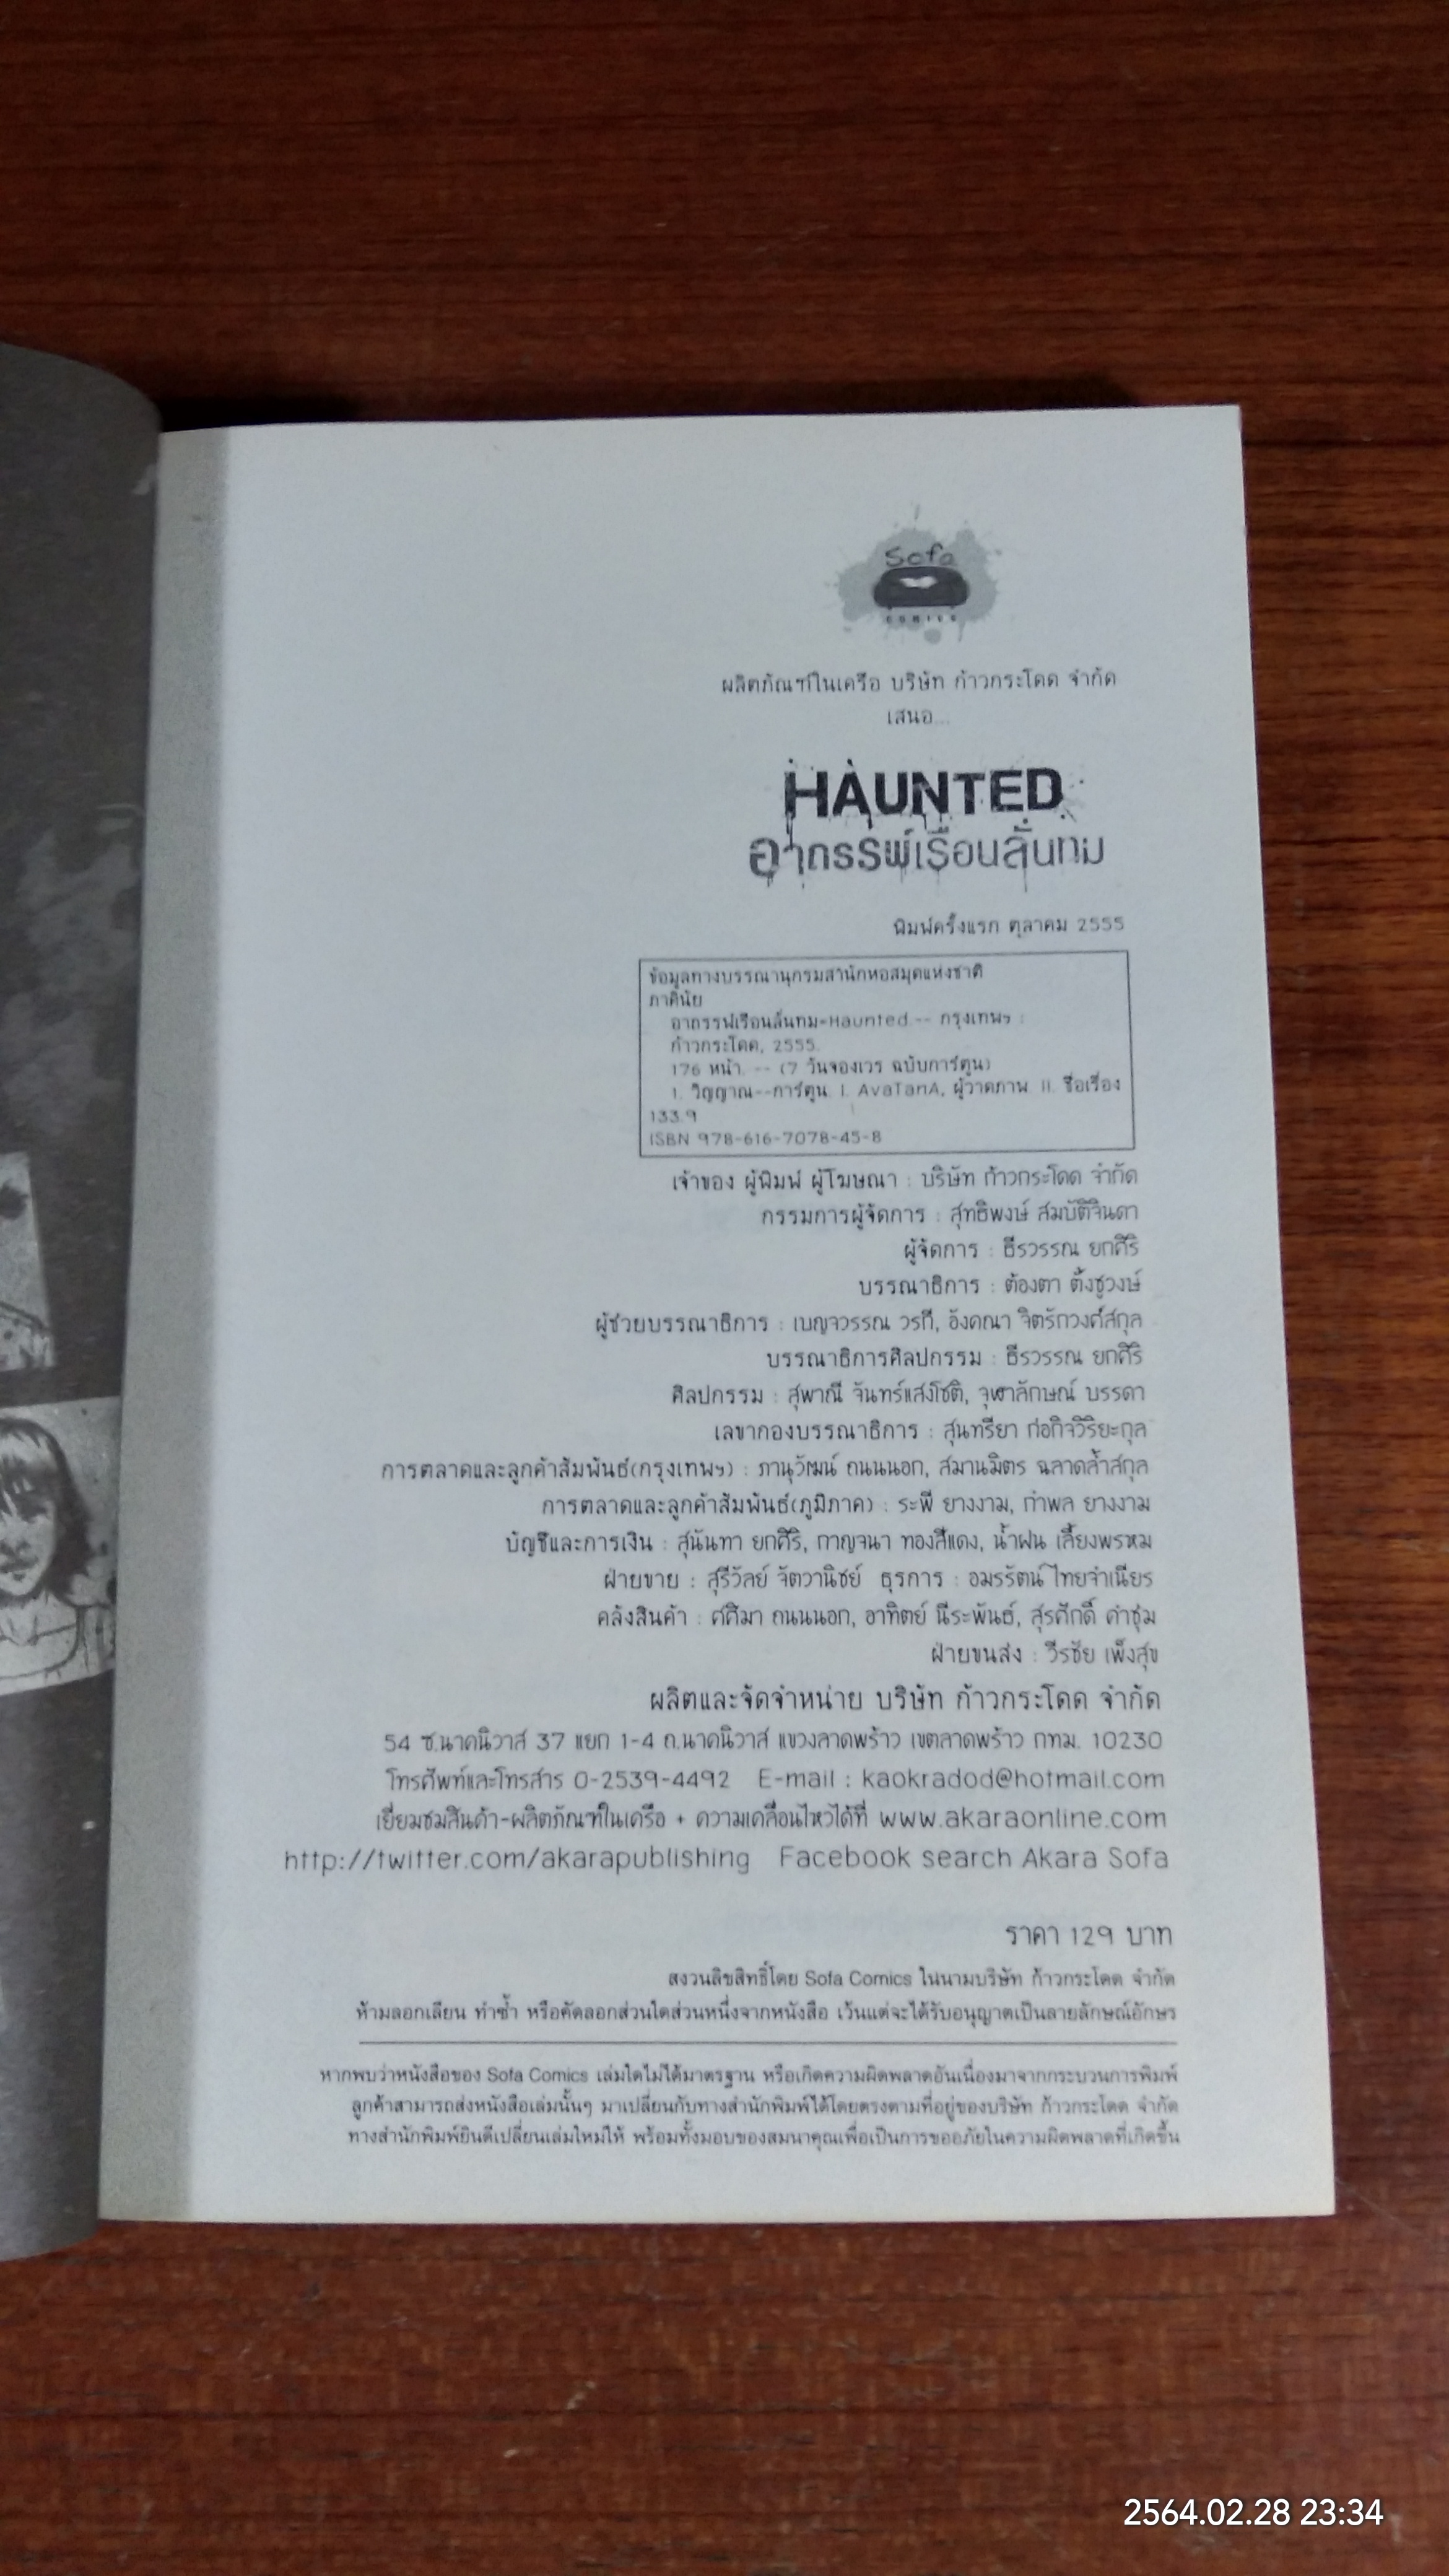 Sofa
COMICS
ผลิตภัณฑ์ในเครือ บริษัท ก้าวกระโดด จำกัด
เสนอ...
HAUNTED
อาถรรพ์เรือนลั่นทม
พิมพ์ครั้งแรก ตุลาคม 2555
ข้อมูลทางบรรณานุกรมสำนักหอสมุดแห่งชาติ
ภาคินัย
อาถรรพ์เรือนลั่นทม=Haunted.-- กรุงเทพฯ :
ก้าวกระโดด, 2555.
176 หน้า. -- (7 วันจองเวร ฉบับการ์ตูน)
1. วิญญาณ--การ์ตูน. I. AvaTarA, ผู้วาดภาพ. II. ชื่อเรื่อง
133.9
ISBN 978-616-7078-45-8
เจ้าของ ผู้พิมพ์ ผู้โฆษณา : บริษัท ก้าวกระโดด จำกัด
กรรมการผู้จัดการ : สุทธิพงษ์ สมบัติจินดา
ผู้จัดการ : ธีรวรรณ ยกศิริ
บรรณาธิการ : ต้องตา ตั้งชูวงษ์
ผู้ช่วยบรรณาธิการ : เบญจวรรณ วรกี, อังคณา จิตรักวงศ์สกุล
บรรณาธิการศิลปกรรม : ธีรวรรณ ยกศิริ
ศิลปกรรม : สุพาณี จันทร์แสงโชติ, จุฬาลักษณ์ บรรดา
เลขากองบรรณาธิการ : สุนทรียา ก่อกิจวิริยะกุล
การตลาดและลูกค้าสัมพันธ์(กรุงเทพฯ) : ภานุวัฒน์ ถนนนอก, สมานมิตร ฉลาดล้ำสกุล
การตลาดและลูกค้าสัมพันธ์(ภูมิภาค) : ระพี ยางงาม, กำพล ยางงาม
บัญชีและการเงิน : สุนันทา ยกศิริ, กาญจนา ทองสีแดง, น้ำฝน เลี้ยงพรหม
ฝ่ายขาย : สุรีวัลย์ จัตวานิชย์ ธุรการ : อมรรัตน์ ไทยจำเนียร
คลังสินค้า : ศศิมา ถนนนอก, อาทิตย์ นีระพันธ์, สุรศักดิ์ คำชุ่ม
ฝ่ายขนส่ง : วีรชัย เพ็งสุข
ผลิตและจัดจำหน่าย บริษัท ก้าวกระโดด จำกัด
54 ซ.นาคนิวาส 37 แยก 1-4 ถ.นาคนิวาส แขวงลาดพร้าว เขตลาดพร้าว กทม. 10230
โทรศัพท์และโทรสาร 0-2539-4492 E-mail : kaokradod@hotmail.com
เยี่ยมชมสินค้า-ผลิตภัณฑ์ในเครือ + ความเคลื่อนไหวได้ที่ www.akaraonline.com
http://twitter.com/akarapublishing Facebook search Akara Sofa
ราคา 129 บาท
สงวนลิขสิทธิ์โดย Sofa Comics ในนามบริษัท ก้าวกระโดด จำกัด
ห้ามลอกเลียน ทำซ้ำ หรือคัดลอกส่วนใดส่วนหนึ่งจากหนังสือ เว้นแต่จะได้รับอนุญาตเป็นลายลักษณ์อักษร
หากพบว่าหนังสือของ Sofa Comics เล่มใดไม่ได้มาตรฐาน หรือเกิดความผิดพลาดอันเนื่องมาจากกระบวนการพิมพ์
ลูกค้าสามารถส่งหนังสือเล่มนั้นๆ มาเปลี่ยนกับทางสำนักพิมพ์ได้โดยตรงตามที่อยู่ของบริษัท ก้าวกระโดด จำกัด
ทางสำนักพิมพ์ยินดีเปลี่ยนเล่มใหม่ให้ พร้อมทั้งมอบของสมนาคุณเพื่อเป็นการขออภัยในความผิดพลาดที่เกิดขึ้น
2564.02.28 23:34